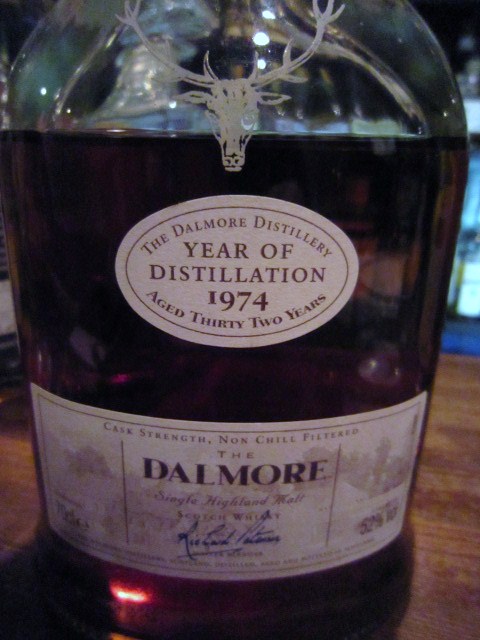 THE DALMORE DISTILLERY
YEAR OF
DISTILLATION
1974
AGED THIRTY TWO YEARS
CASK STRENGTH, NON CHILL FILTERED
THE
DALMORE
Single Highland Malt
SCOTCH WHISKY
70cl e